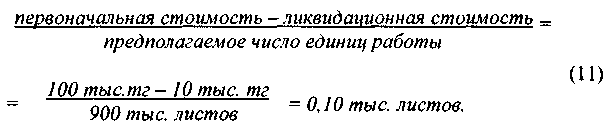 первоначальная стоимость – ликвидационная стоимость =
предполагаемое число единиц работы
(11)
= 100 тыс.тг – 10 тыс. тг = 0,10 тыс. листов.
900 тыс. листов